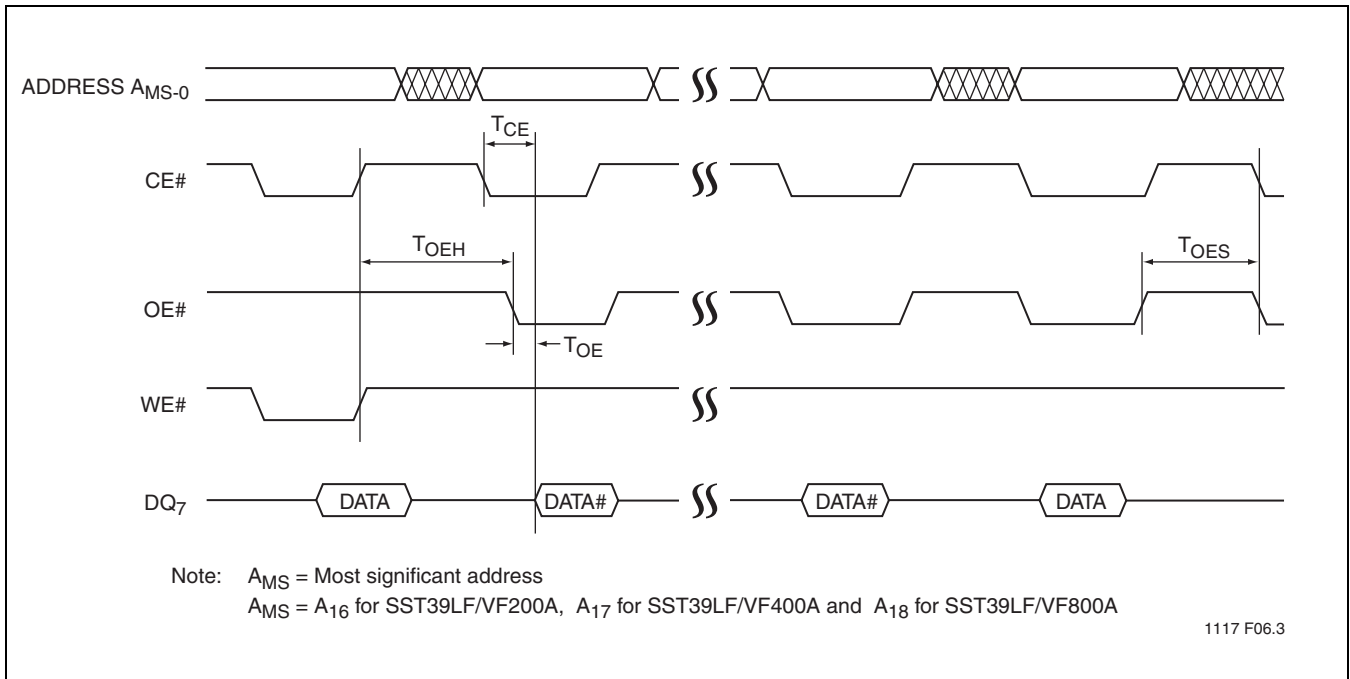 ADDRESS AMS-0
TCE
CE#
TOEH
TOES
OE#
TOE
WE#
DQ7
DATA
DATA#
DATA#
DATA
Note: AMS = Most significant address
AMS = A16 for SST39LF/VF200A, A17 for SST39LF/VF400A and A18 for SST39LF/VF800A
1117 F06.3